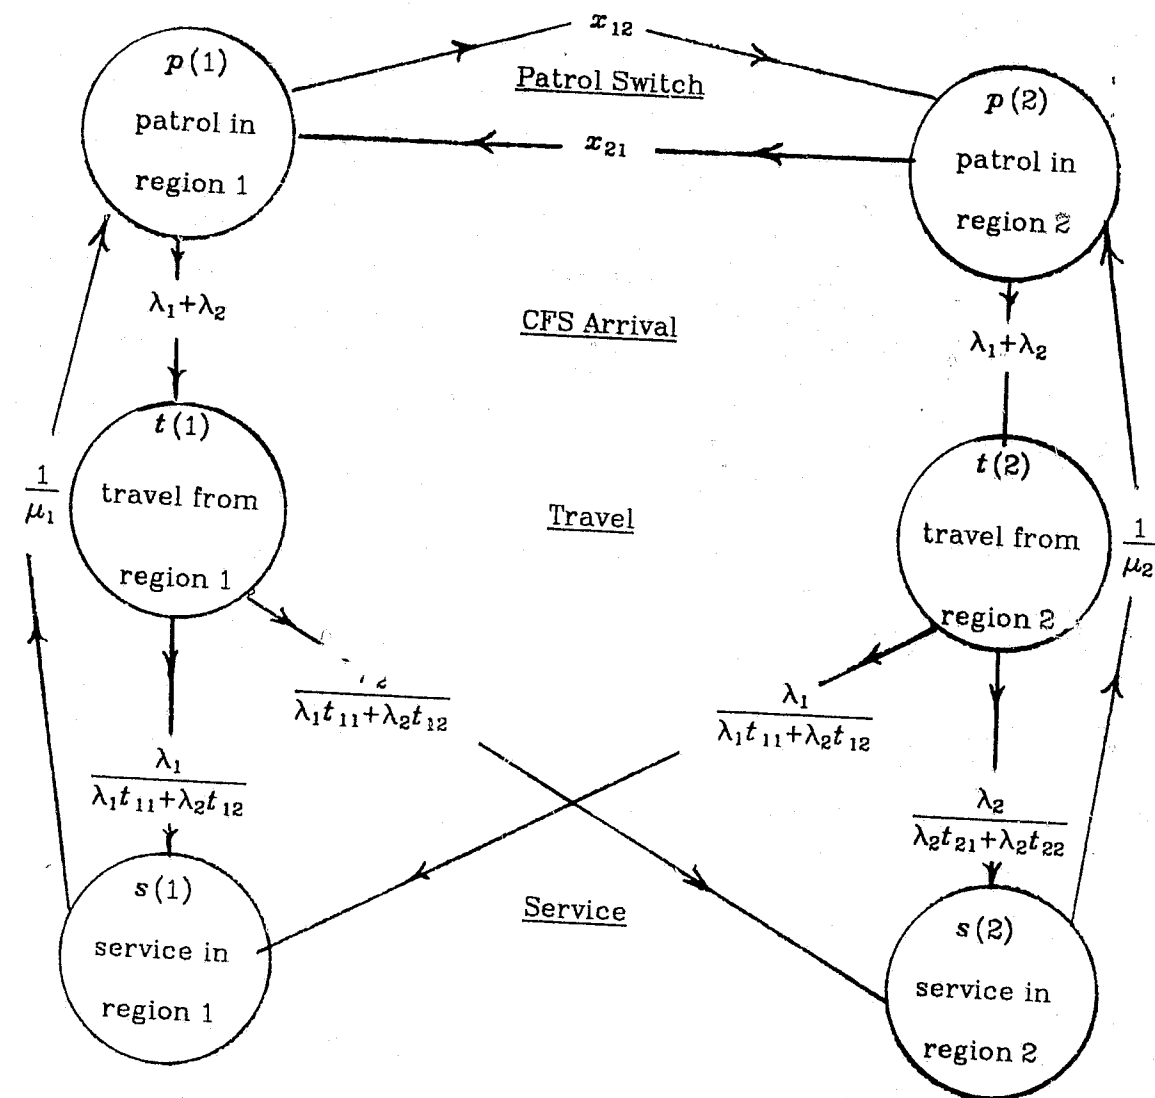 x₁₂
p(1)
patrol in
region 1
Patrol Switch
x₂₁
p(2)
patrol in
region 2
λ₁+λ₂
CFS Arrival
λ₁+λ₂
t(1)
travel from
region 1
1
μ₁
Travel
t(2)
travel from
region 2
1
μ₂
λ₁t₁₁+λ₂t₁₂
λ₁
λ₁t₁₁+λ₂t₁₂
λ₁
λ₁t₁₁+λ₂t₁₂
λ₂
λ₂t₂₁+λ₂t₂₂
s(1)
service in
region 1
Service
s(2)
service in
region 2